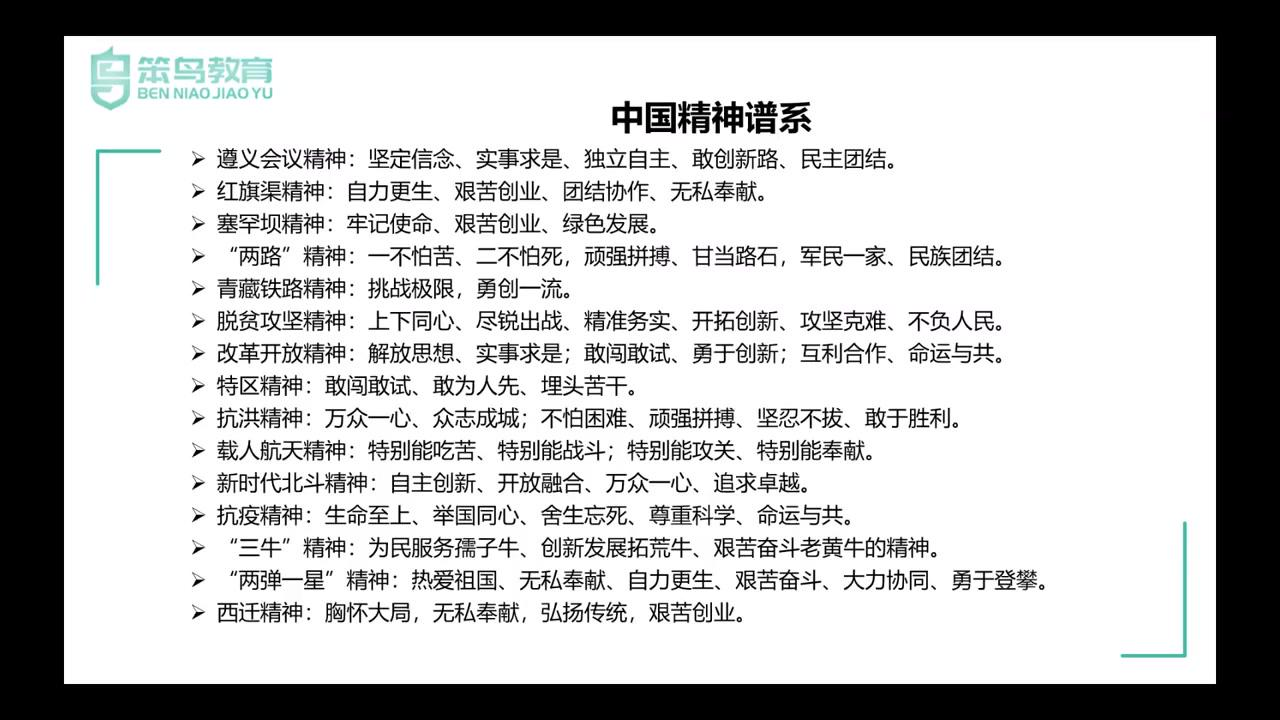 笨鸟教育
BEN NIAO JIAO YU
中国精神谱系
➢ 遵义会议精神：坚定信念、实事求是、独立自主、敢创新路、民主团结。
➢ 红旗渠精神：自力更生、艰苦创业、团结协作、无私奉献。
➢ 塞罕坝精神：牢记使命、艰苦创业、绿色发展。
➢ “两路”精神：一不怕苦、二不怕死，顽强拼搏、甘当路石，军民一家、民族团结。
➢ 青藏铁路精神：挑战极限，勇创一流。
➢ 脱贫攻坚精神：上下同心、尽锐出战、精准务实、开拓创新、攻坚克难、不负人民。
➢ 改革开放精神：解放思想、实事求是；敢闯敢试、勇于创新；互利合作、命运与共。
➢ 特区精神：敢闯敢试、敢为人先、埋头苦干。
➢ 抗洪精神：万众一心、众志成城；不怕困难、顽强拼搏、坚忍不拔、敢于胜利。
➢ 载人航天精神：特别能吃苦、特别能战斗；特别能攻关、特别能奉献。
➢ 新时代北斗精神：自主创新、开放融合、万众一心、追求卓越。
➢ 抗疫精神：生命至上、举国同心、舍生忘死、尊重科学、命运与共。
➢ “三牛”精神：为民服务孺子牛、创新发展拓荒牛、艰苦奋斗老黄牛的精神。
➢ “两弹一星”精神：热爱祖国、无私奉献、自力更生、艰苦奋斗、大力协同、勇于登攀。
➢ 西迁精神：胸怀大局，无私奉献，弘扬传统，艰苦创业。